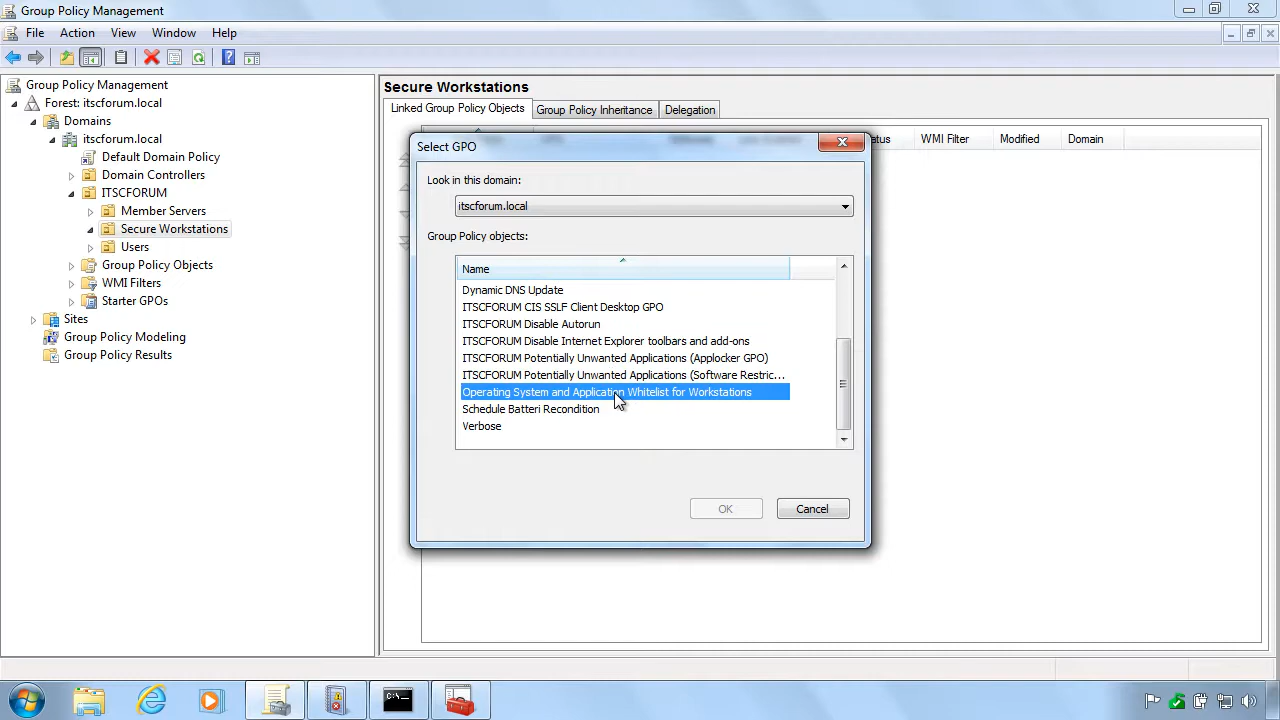 Group Policy Management
File Action View Window Help
Group Policy Management
Forest: itscforum.local
Domains
itscforum.local
Default Domain Policy
Domain Controllers
ITSCFORUM
Member Servers
Secure Workstations
Users
Group Policy Objects
WMI Filters
Starter GPOs
Sites
Group Policy Modeling
Group Policy Results
Secure Workstations
Linked Group Policy Objects Group Policy Inheritance Delegation
WMI Filter Modified Domain
Select GPO
Look in this domain:
itscforum.local
Group Policy objects:
Name
Dynamic DNS Update
ITSCFORUM CIS SSLF Client Desktop GPO
ITSCFORUM Disable Autorun
ITSCFORUM Disable Internet Explorer toolbars and add-ons
ITSCFORUM Potentially Unwanted Applications (Applocker GPO)
ITSCFORUM Potentially Unwanted Applications (Software Restric...
Operating System and Application Whitelist for Workstations
Schedule Batteri Recondition
Verbose
OK Cancel